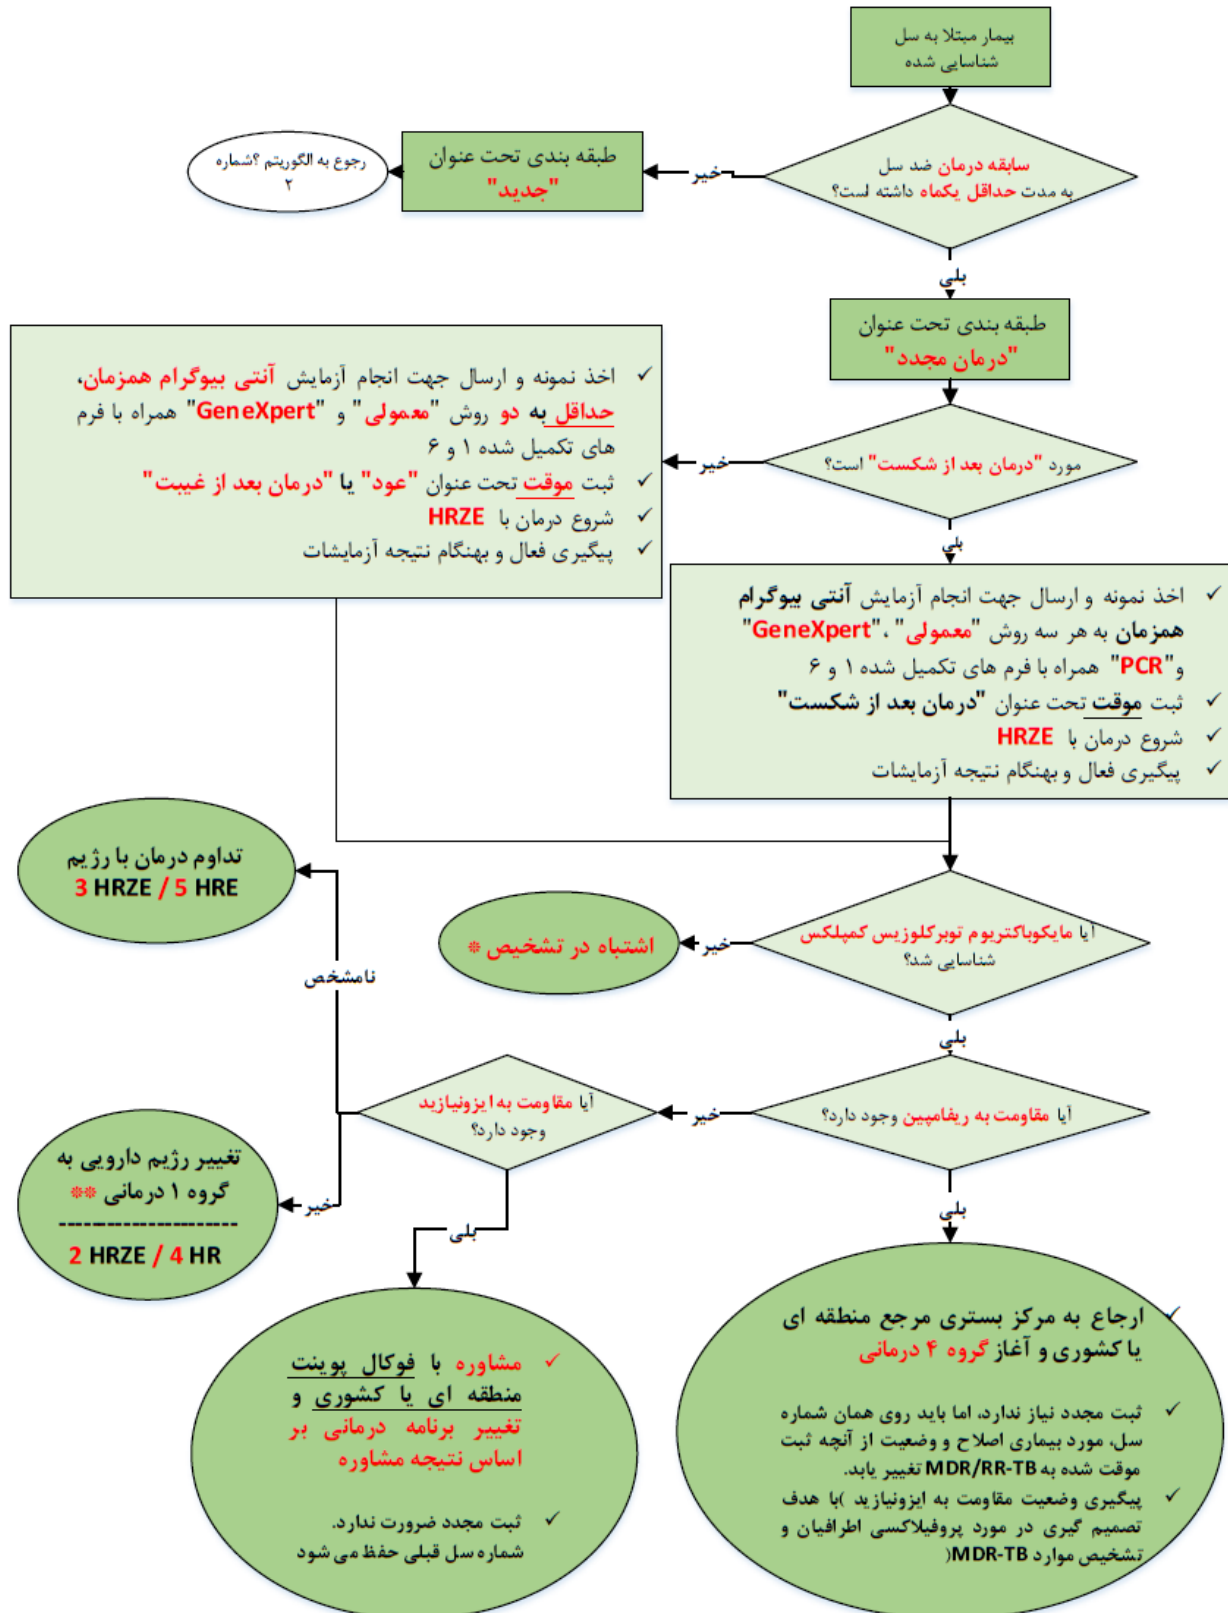 بیمار مبتلا به سل
شناسایی شده
سابقه درمان ضد سل
به مدت حداقل یکماه داشته است؟
خیر
طبقه بندی تحت عنوان
"جدید"
رجوع به الگوریتم ؟شماره
۲
بلی
طبقه بندی تحت عنوان
"درمان مجدد"
مورد "درمان بعد از شکست" است؟
خیر
✓ اخذ نمونه و ارسال جهت انجام آزمایش آنتی بیوگرام همزمان،
حداقل به دو روش "معمولی" و "GeneXpert" همراه با فرم
های تکمیل شده ۱ و ۶
✓ ثبت موقت تحت عنوان "عود" یا "درمان بعد از غیبت"
✓ شروع درمان با HRZE
✓ پیگیری فعال و بهنگام نتیجه آزمایشات
بلی
✓ اخذ نمونه و ارسال جهت انجام آزمایش آنتی بیوگرام
همزمان به هر سه روش "معمولی" ،"GeneXpert"
و"PCR" همراه با فرم های تکمیل شده ۱ و ۶
✓ ثبت موقت تحت عنوان "درمان بعد از شکست"
✓ شروع درمان با HRZE
✓ پیگیری فعال و بهنگام نتیجه آزمایشات
آیا مایکوباکتریوم توبرکلوزیس کمپلکس
شناسایی شد؟
خیر
اشتباه در تشخیص *
بلی
آیا مقاومت به ریفامپین وجود دارد؟
خیر
آیا مقاومت به ایزونیازید
وجود دارد؟
نامشخص
تداوم درمان با رژیم
3 HRZE / 5 HRE
خیر
تغییر رژیم دارویی به
گروه ۱ درمانی **
----------------------
2 HRZE / 4 HR
بلی
✓ مشاوره با فوکال پوینت
منطقه ای یا کشوری و
تغییر برنامه درمانی بر
اساس نتیجه مشاوره
✓ ثبت مجدد ضرورت ندارد.
شماره سل قبلی حفظ می شود
بلی
✓ ارجاع به مرکز بستری مرجع منطقه ای
یا کشوری و آغاز گروه ۴ درمانی
✓ ثبت مجدد نیاز ندارد، اما باید روی همان شماره
سل، مورد بیماری اصلاح و وضعیت از آنچه ثبت
موقت شده به MDR/RR-TB تغییر یابد.
✓ پیگیری وضعیت مقاومت به ایزونیازید )با هدف
تصمیم گیری در مورد پروفیلاکسی اطرافیان و
تشخیص موارد MDR-TB(